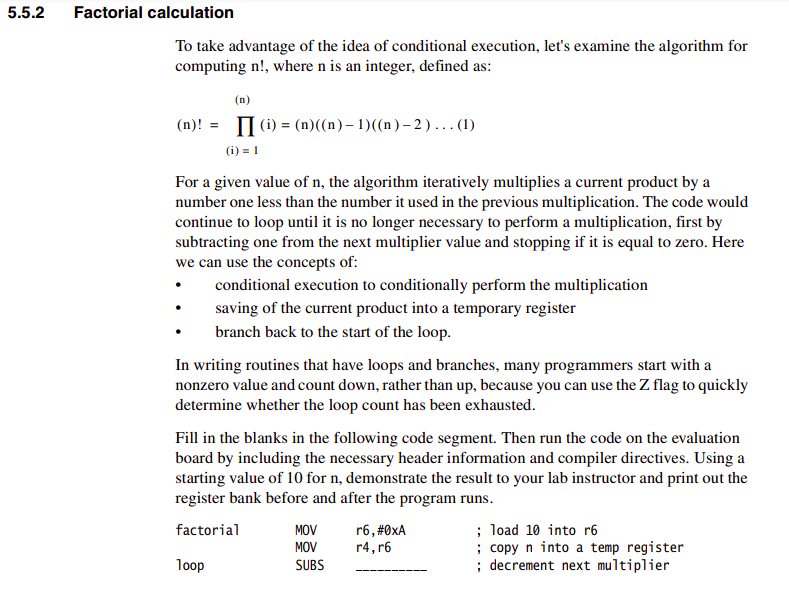 5.5.2 Factorial calculation
To take advantage of the idea of conditional execution, let's examine the algorithm for
computing n!, where n is an integer, defined as:
(n)
(n)! = ∏ (i) = (n)((n) – 1)((n) – 2 ) . . . (1)
(i) = 1
For a given value of n, the algorithm iteratively multiplies a current product by a
number one less than the number it used in the previous multiplication. The code would
continue to loop until it is no longer necessary to perform a multiplication, first by
subtracting one from the next multiplier value and stopping if it is equal to zero. Here
we can use the concepts of:
• conditional execution to conditionally perform the multiplication
• saving of the current product into a temporary register
• branch back to the start of the loop.
In writing routines that have loops and branches, many programmers start with a
nonzero value and count down, rather than up, because you can use the Z flag to quickly
determine whether the loop count has been exhausted.
Fill in the blanks in the following code segment. Then run the code on the evaluation
board by including the necessary header information and compiler directives. Using a
starting value of 10 for n, demonstrate the result to your lab instructor and print out the
register bank before and after the program runs.
factorial MOV r6,#0xA ; load 10 into r6
MOV r4,r6 ; copy n into a temp register
loop SUBS __________ ; decrement next multiplier